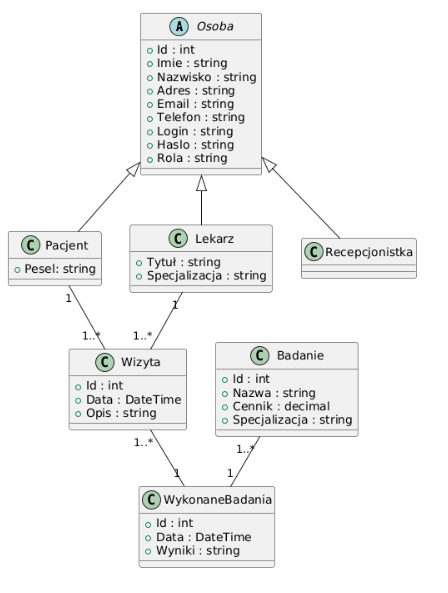 A Osoba
Id : int
Imie : string
Nazwisko : string
Adres : string
Email : string
Telefon : string
Login : string
Haslo : string
Rola : string
C Pacjent
Pesel: string
C Lekarz
Tytuł : string
Specjalizacja : string
C Recepcjonistka
1
1
1..*
1..*
C Wizyta
Id : int
Data : DateTime
Opis : string
C Badanie
Id : int
Nazwa : string
Cennik : decimal
Specjalizacja : string
1..*
1..*
1
1
C WykonaneBadania
Id : int
Data : DateTime
Wyniki : string